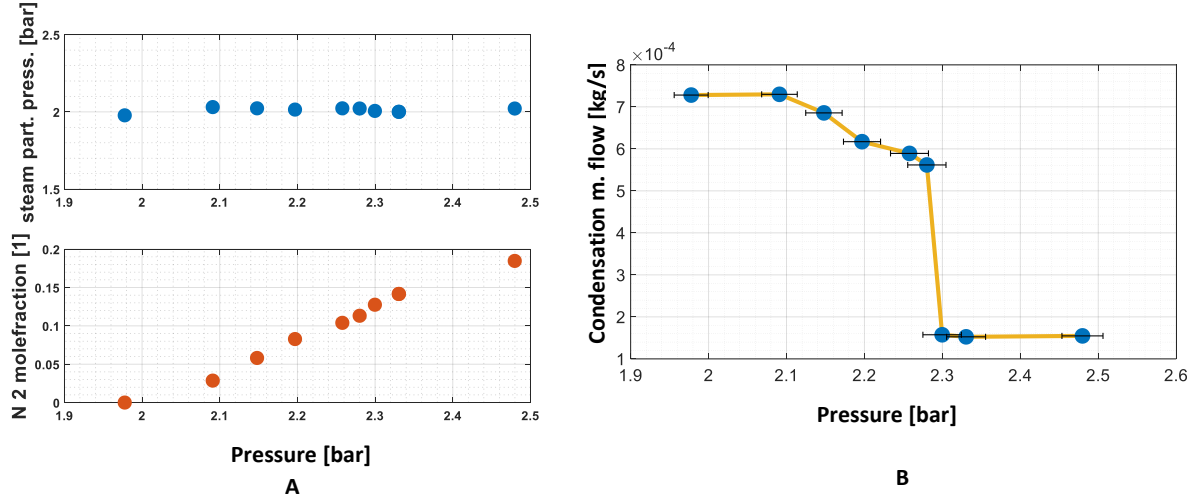 steam part. press. [bar]
2.5
2
1.5
1.9 2 2.1 2.2 2.3 2.4 2.5
N 2 molefraction [1]
0.2
0.15
0.1
0.05
0
1.9 2 2.1 2.2 2.3 2.4 2.5
Pressure [bar]
A
×10⁻⁴
Condensation m. flow [kg/s]
8
7
6
5
4
3
2
1
1.9 2 2.1 2.2 2.3 2.4 2.5 2.6
Pressure [bar]
B